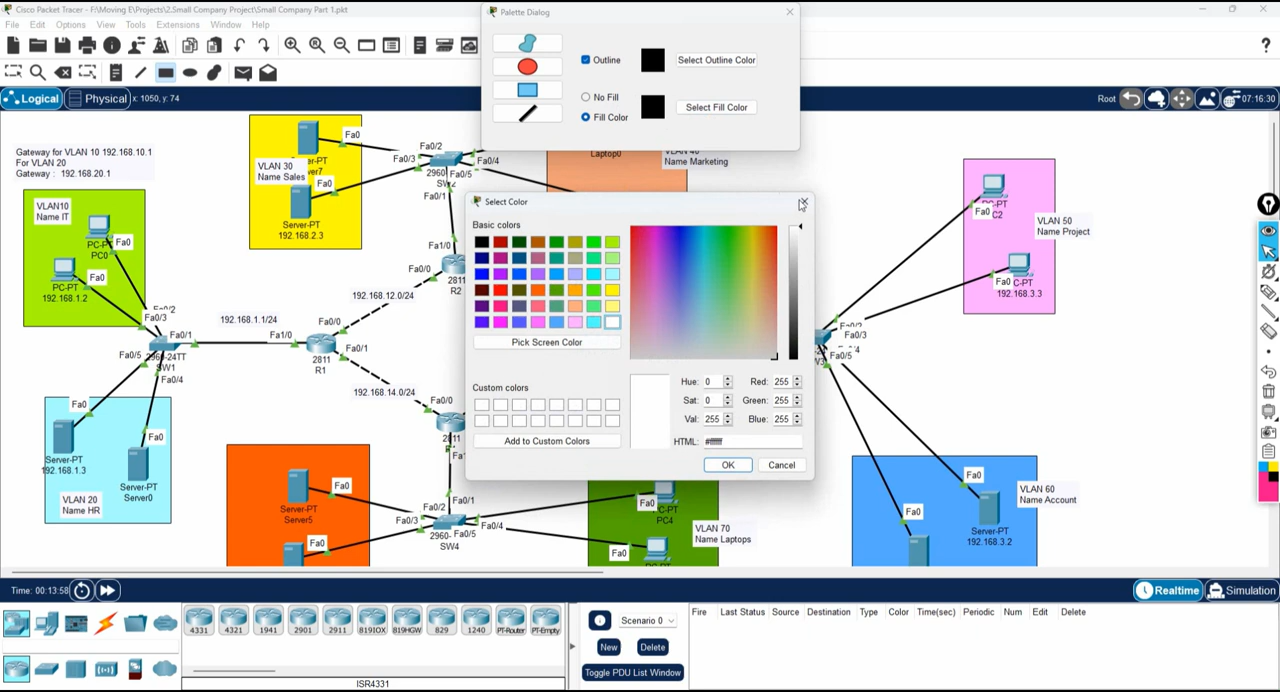 Cisco Packet Tracer - F:\Moving E\Projects\2.Small Company Project\Small Company Part 1.pkt
File Edit Options View Tools Extensions Window Help
Logical Physical x: 1050, y: 74
Root 07:16:30
Palette Dialog
Outline
Select Outline Color
No Fill
Fill Color
Select Fill Color
Gateway for VLAN 10 192.168.10.1
For VLAN 20
Gateway : 192.168.20.1
VLAN10
Name IT
PC0
Fa0
Fa0
PC-PT
192.168.1.2
VLAN 30
Name Sales
Fa0
Fa0
Server-PT
192.168.2.3
Fa0/2
Fa0/3
Fa0/4
Fa0/5
2960
Fa0/1
Laptop0
Name Marketing
Fa1/0
Fa0/0
2811
R2
192.168.12.0/24
192.168.1.1/24
Fa0/0
Fa1/0
Fa0/1
2811
R1
192.168.14.0/24
Fa0/0
2811
Fa0/3
Fa0/1
Fa0/5
SW1
Fa0/4
Fa0
Server-PT
192.168.1.3
Fa0
Server-PT
Server0
VLAN 20
Name HR
Fa0
Server-PT
Server5
Fa0
Fa0/1
Fa0/2
Fa0/3
Fa0/4
Fa0/5
2960-
SW4
Fa0
PC4
Fa0
VLAN 70
Name Laptops
Select Color
Basic colors
Pick Screen Color
Custom colors
Add to Custom Colors
Hue: 0 Red: 255
Sat: 0 Green: 255
Val: 255 Blue: 255
HTML: #ffffff
OK Cancel
Fa0
VLAN 50
Name Project
Fa0
192.168.3.3
Fa0/3
Fa0/5
Fa0
Fa0
Server-PT
192.168.3.2
VLAN 60
Name Account
Time: 00:13:58
Realtime Simulation
4331 4321 1941 2901 2911 819IOX 819HGW 829 1240 PT-Router PT-Empty
ISR4331
Scenario 0
New Delete
Toggle PDU List Window
Fire Last Status Source Destination Type Color Time(sec) Periodic Num Edit Delete